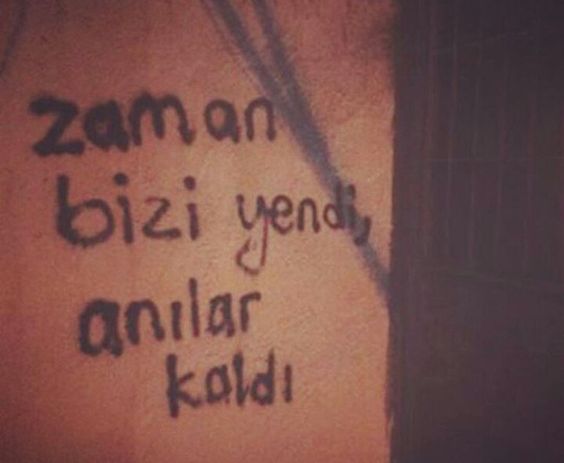 zaman
bizi yendi,
anılar
kaldı